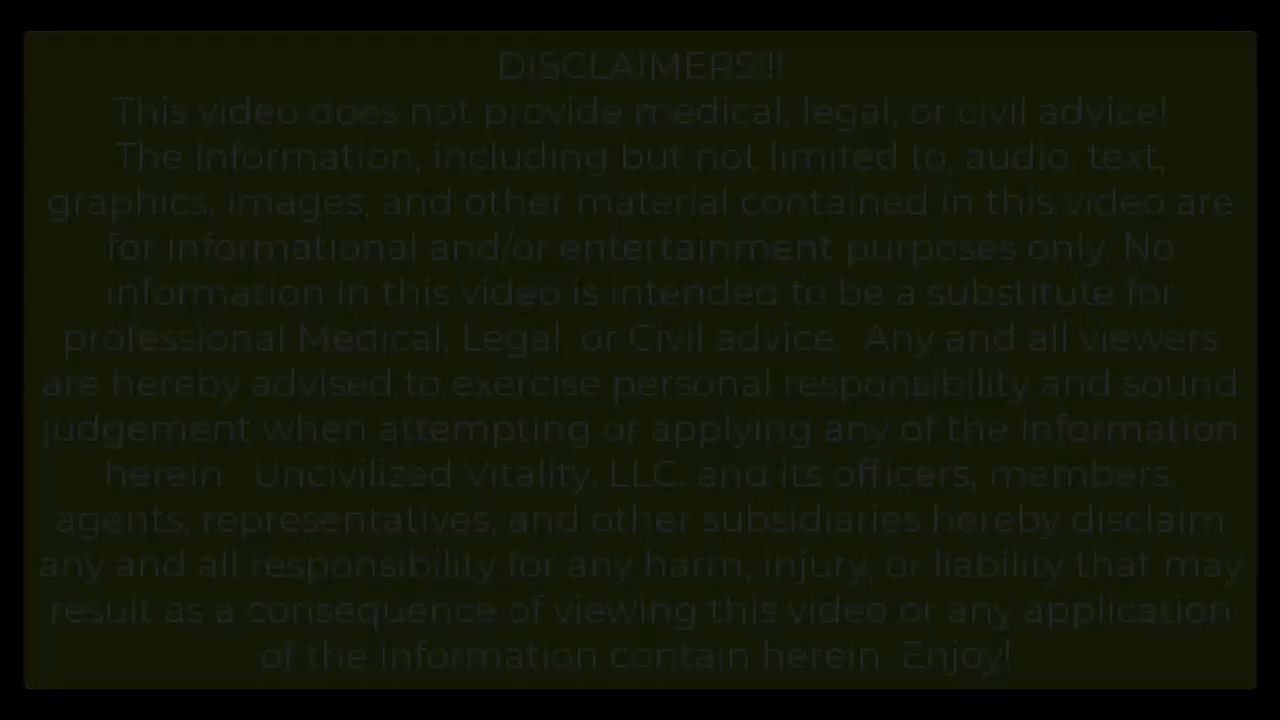 DISCLAIMERS!!!
This video does not provide medical, legal, or civil advice!
The information, including but not limited to, audio, text,
graphics, images, and other material contained in this video are
for informational and/or entertainment purposes only. No
information in this video is intended to be a substitute for
professional Medical, Legal, or Civil advice.  Any and all viewers
are hereby advised to exercise personal responsibility and sound
judgement when attempting or applying any of the information
herein.  Uncivilized Vitality, LLC. and its officers, members,
agents, representatives, and other subsidiaries hereby disclaim
any and all responsibility for any harm, injury, or liability that may
result as a consequence of viewing this video or any application
of the information contain herein. Enjoy!